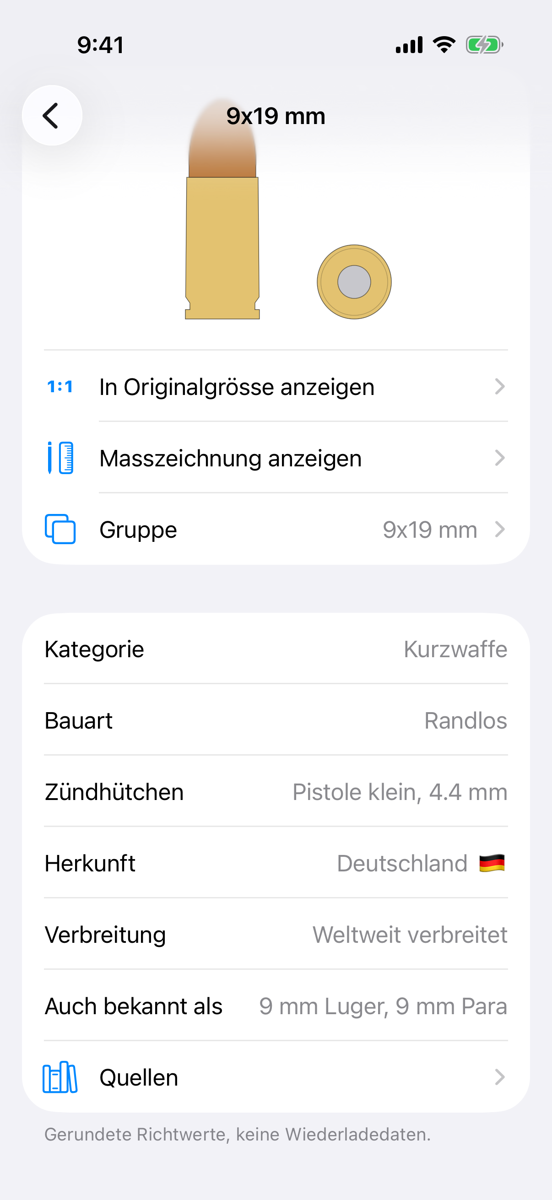 9:41
9x19 mm
1:1 In Originalgrösse anzeigen
Masszeichnung anzeigen
Gruppe 9x19 mm
Kategorie Kurzwaffe
Bauart Randlos
Zündhütchen Pistole klein, 4.4 mm
Herkunft Deutschland 🇩🇪
Verbreitung Weltweit verbreitet
Auch bekannt als 9 mm Luger, 9 mm Para
Quellen
Gerundete Richtwerte, keine Wiederladedaten.